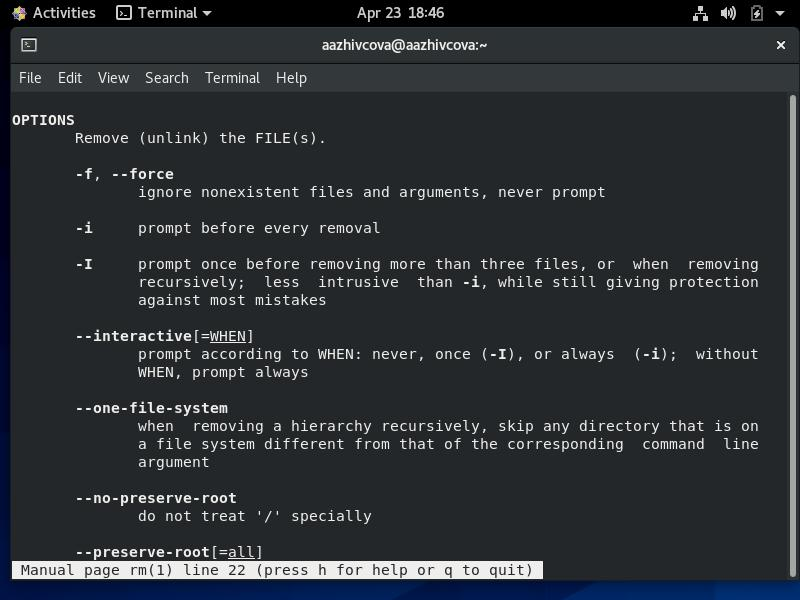 Activities Terminal Apr 23 18:46
aazhivcova@aazhivcova:~
File Edit View Search Terminal Help
OPTIONS
Remove (unlink) the FILE(s).
-f, --force
ignore nonexistent files and arguments, never prompt
-i prompt before every removal
-I prompt once before removing more than three files, or when removing
recursively; less intrusive than -i, while still giving protection
against most mistakes
--interactive[=WHEN]
prompt according to WHEN: never, once (-I), or always (-i); without
WHEN, prompt always
--one-file-system
when removing a hierarchy recursively, skip any directory that is on
a file system different from that of the corresponding command line
argument
--no-preserve-root
do not treat '/' specially
--preserve-root[=all]
Manual page rm(1) line 22 (press h for help or q to quit)